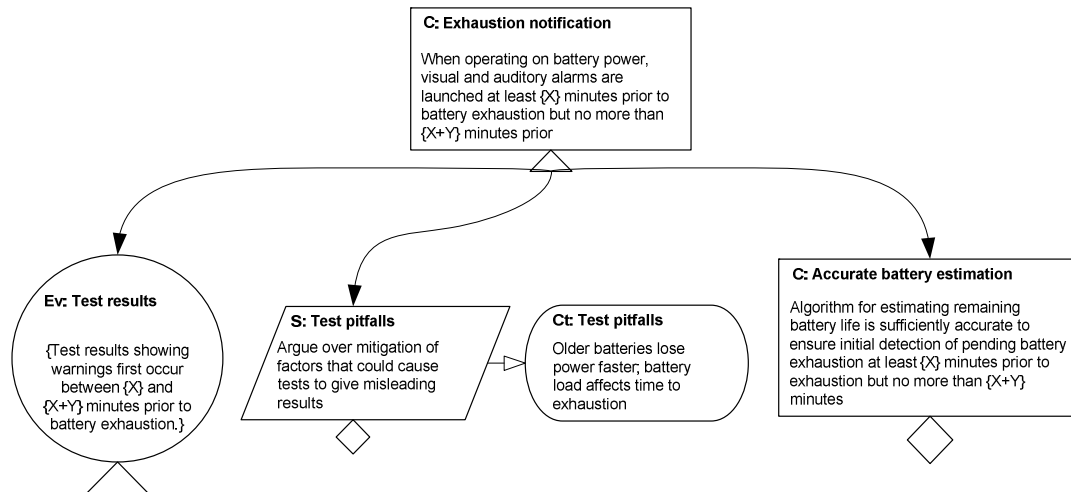 C: Exhaustion notification
When operating on battery power,
visual and auditory alarms are
launched at least {X} minutes prior to
battery exhaustion but no more than
{X+Y} minutes prior
Ev: Test results
{Test results showing
warnings first occur
between {X} and
{X+Y} minutes prior to
battery exhaustion.}
S: Test pitfalls
Argue over mitigation of
factors that could cause
tests to give misleading
results
Ct: Test pitfalls
Older batteries lose
power faster; battery
load affects time to
exhaustion
C: Accurate battery estimation
Algorithm for estimating remaining
battery life is sufficiently accurate to
ensure initial detection of pending battery
exhaustion at least {X} minutes prior to
exhaustion but no more than {X+Y}
minutes